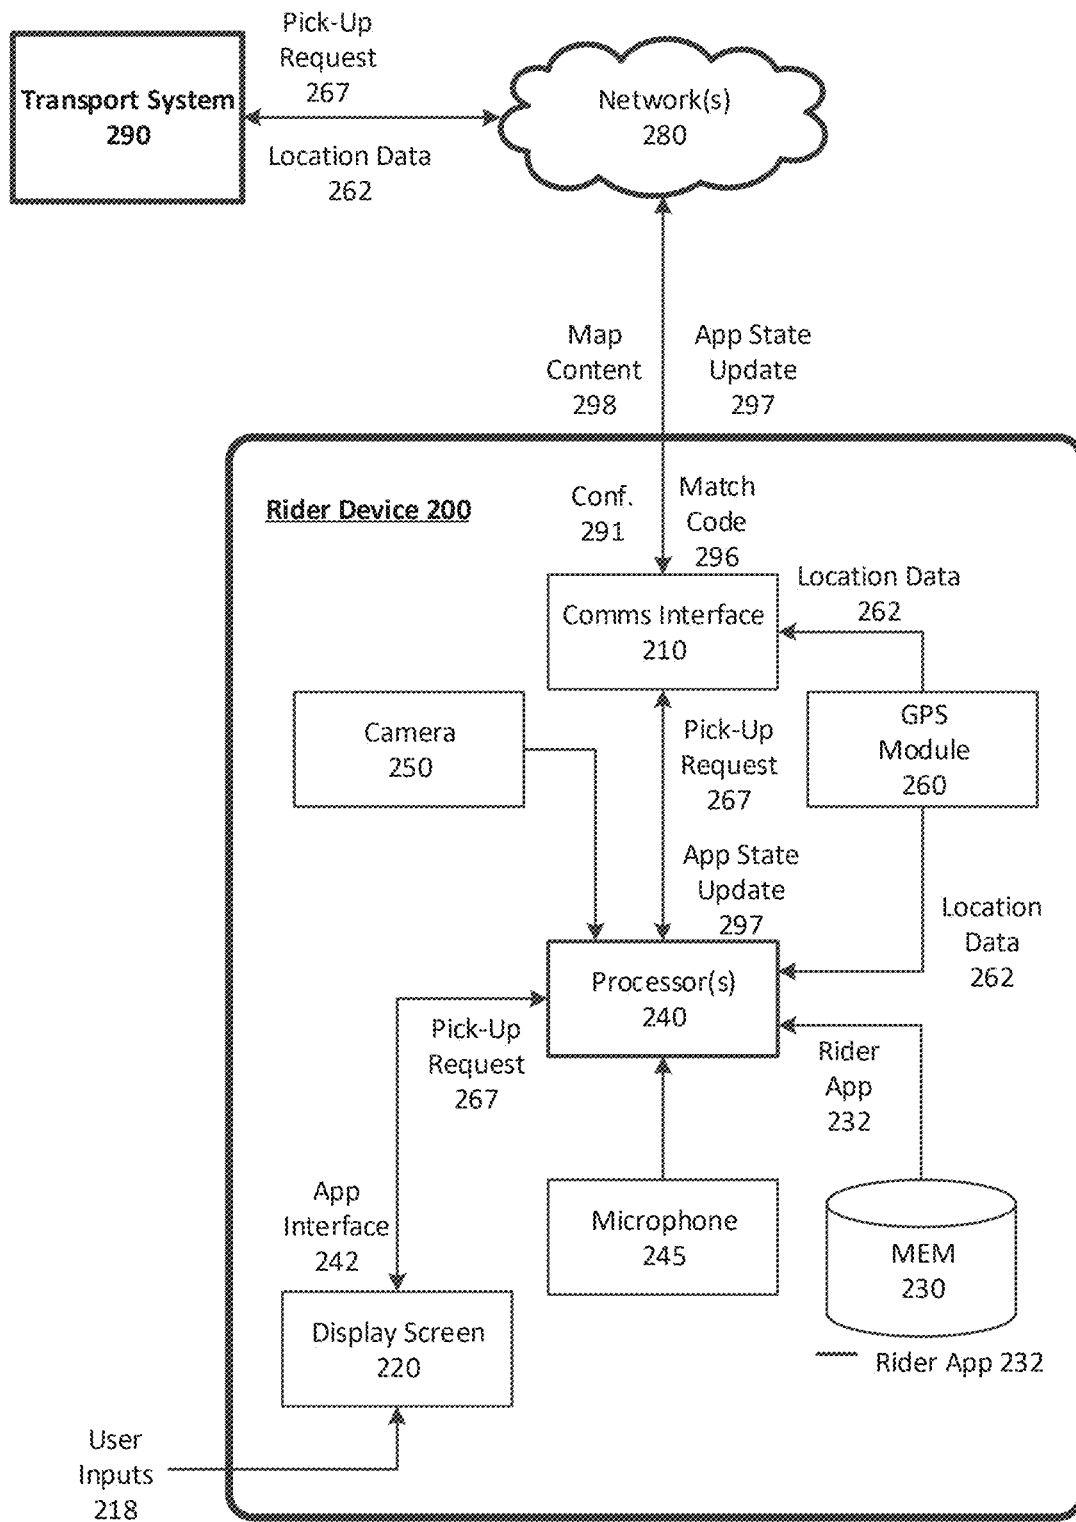 Pick-Up
Request
267
Transport System
290
Location Data
262
Network(s)
280
Map
Content
298
App State
Update
297
Rider Device 200
Conf.
291
Match
Code
296
Location Data
262
Comms Interface
210
Camera
250
Pick-Up
Request
267
GPS
Module
260
App State
Update
297
Location
Data
262
Processor(s)
240
Pick-Up
Request
267
Rider
App
232
App
Interface
242
Microphone
245
MEM
230
Display Screen
220
Rider App 232
User
Inputs
218